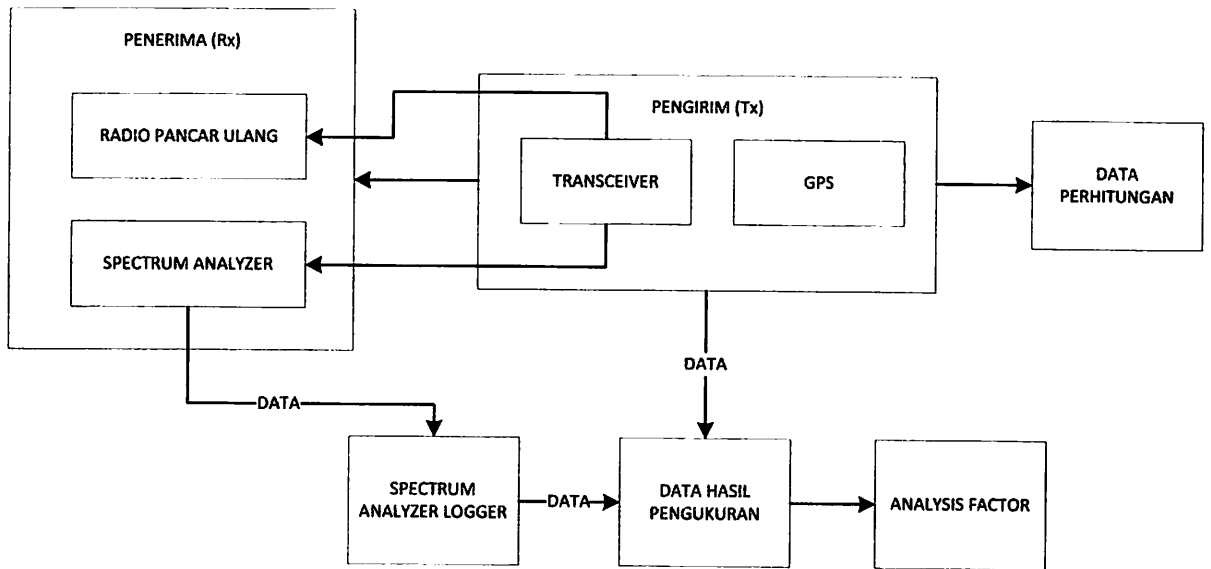 PENERIMA (Rx)
RADIO PANCAR ULANG
SPECTRUM ANALYZER
PENGIRIM (Tx)
TRANSCEIVER
GPS
DATA
PERHITUNGAN
DATA
DATA
SPECTRUM
ANALYZER LOGGER
DATA
DATA HASIL
PENGUKURAN
ANALYSIS FACTOR